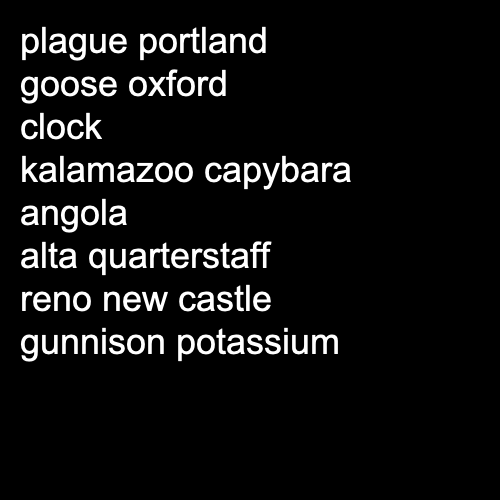 plague portland
goose oxford
clock
kalamazoo capybara
angola
alta quarterstaff
reno new castle
gunnison potassium